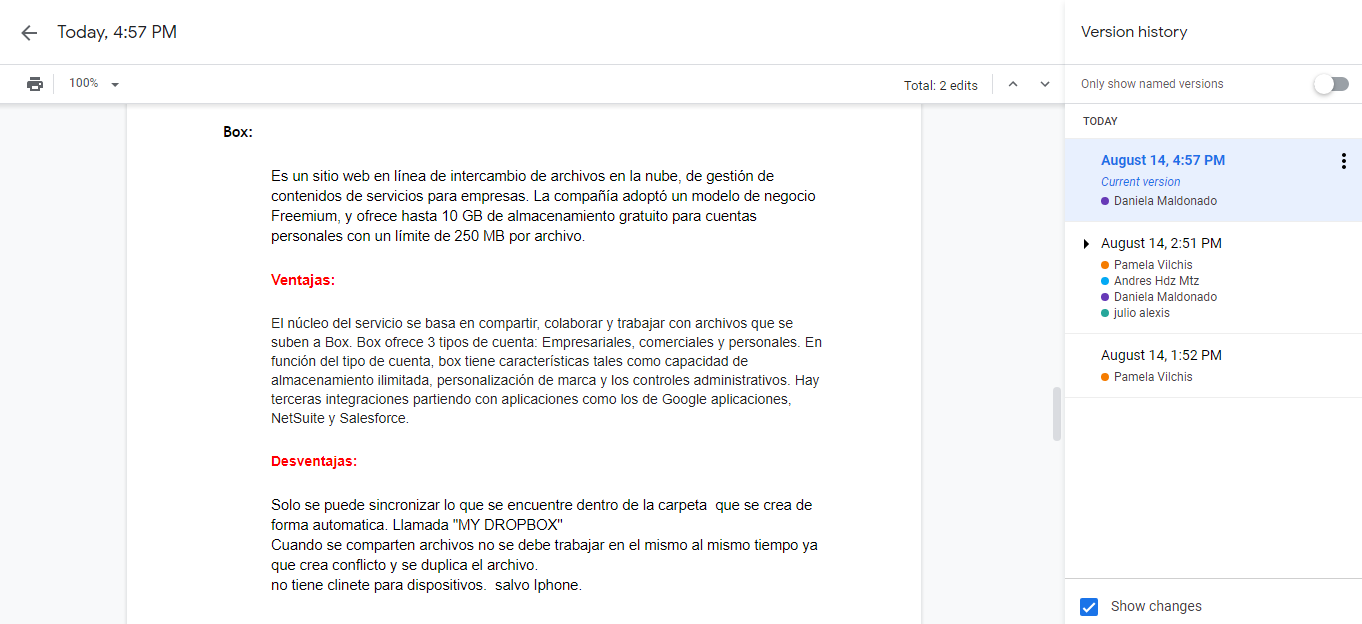 Today, 4:57 PM
100%
Total: 2 edits
Box:
Es un sitio web en línea de intercambio de archivos en la nube, de gestión de
contenidos de servicios para empresas. La compañía adoptó un modelo de negocio
Freemium, y ofrece hasta 10 GB de almacenamiento gratuito para cuentas
personales con un límite de 250 MB por archivo.
Ventajas:
El núcleo del servicio se basa en compartir, colaborar y trabajar con archivos que se
suben a Box. Box ofrece 3 tipos de cuenta: Empresariales, comerciales y personales. En
función del tipo de cuenta, box tiene características tales como capacidad de
almacenamiento ilimitada, personalización de marca y los controles administrativos. Hay
terceras integraciones partiendo con aplicaciones como los de Google aplicaciones,
NetSuite y Salesforce.
Desventajas:
Solo se puede sincronizar lo que se encuentre dentro de la carpeta  que se crea de
forma automatica. Llamada "MY DROPBOX"
Cuando se comparten archivos no se debe trabajar en el mismo al mismo tiempo ya
que crea conflicto y se duplica el archivo.
no tiene clinete para dispositivos.  salvo Iphone.
Version history
Only show named versions
TODAY
August 14, 4:57 PM
Current version
Daniela Maldonado
August 14, 2:51 PM
Pamela Vilchis
Andres Hdz Mtz
Daniela Maldonado
julio alexis
August 14, 1:52 PM
Pamela Vilchis
Show changes